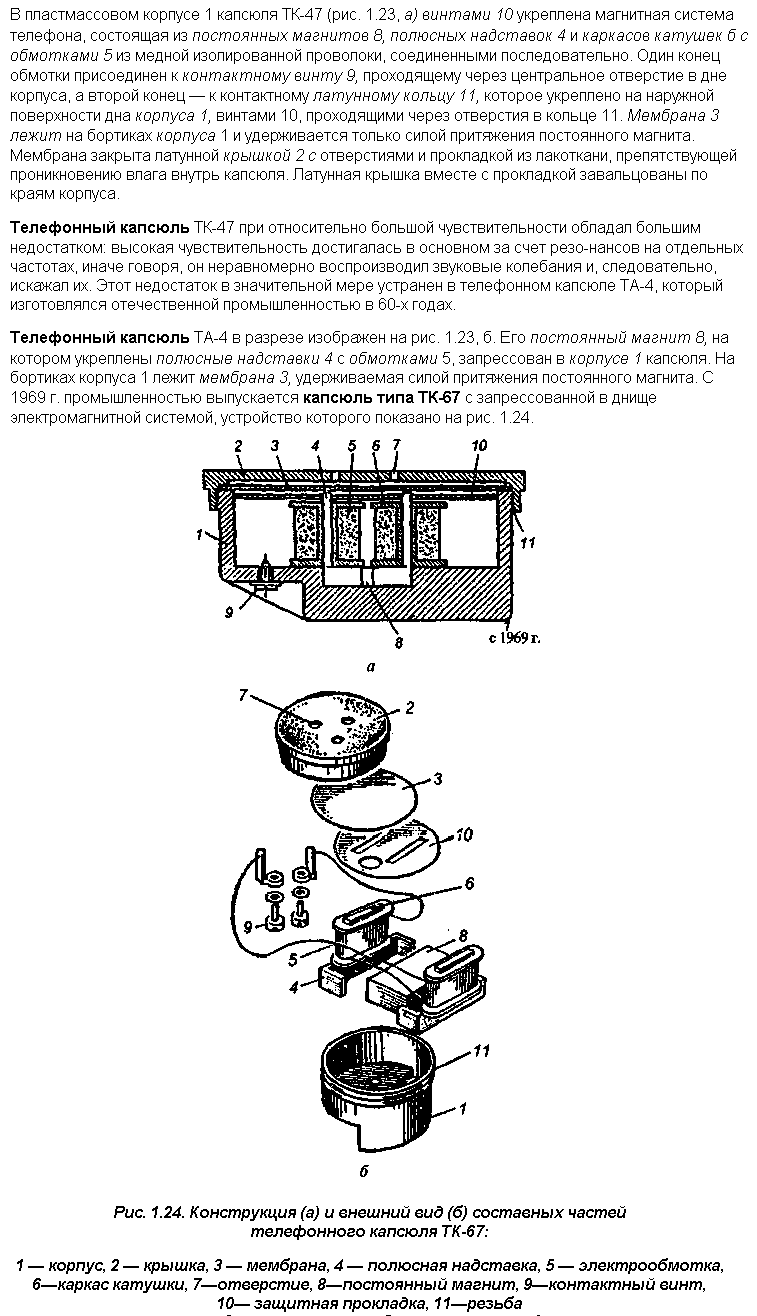 В пластмассовом корпусе 1 капсюля ТК-47 (рис. 1.23, а) винтами 10 укреплена магнитная система
телефона, состоящая из постоянных магнитов 8, полюсных надставок 4 и каркасов катушек б с
обмотками 5 из медной изолированной проволоки, соединенными последовательно. Один конец
обмотки присоединен к контактному винту 9, проходящему через центральное отверстие в дне
корпуса, а второй конец — к контактному латунному кольцу 11, которое укреплено на наружной
поверхности дна корпуса 1, винтами 10, проходящими через отверстия в кольце 11. Мембрана 3
лежит на бортиках корпуса 1 и удерживается только силой притяжения постоянного магнита.
Мембрана закрыта латунной крышкой 2 с отверстиями и прокладкой из лакоткани, препятствующей
проникновению влага внутрь капсюля. Латунная крышка вместе с прокладкой завальцованы по
краям корпуса.
Телефонный капсюль ТК-47 при относительно большой чувствительности обладал большим
недостатком: высокая чувствительность достигалась в основном за счет резо-нансов на отдельных
частотах, иначе говоря, он неравномерно воспроизводил звуковые колебания и, следовательно,
искажал их. Этот недостаток в значительной мере устранен в телефонном капсюле ТА-4, который
изготовлялся отечественной промышленностью в 60-х годах.
Телефонный капсюль ТА-4 в разрезе изображен на рис. 1.23, б. Его постоянный магнит 8, на
котором укреплены полюсные надставки 4 с обмотками 5, запрессован в корпусе 1 капсюля. На
бортиках корпуса 1 лежит мембрана 3, удерживаемая силой притяжения постоянного магнита. С
1969 г. промышленностью выпускается капсюль типа ТК-67 с запрессованной в днище
электромагнитной системой, устройство которого показано на рис. 1.24.
2 3 4 5 6 7 10
1
11
9
8
с 1969 г.
а
7
2
3
10
6
9
8
5
4
11
1
б
Рис. 1.24. Конструкция (а) и внешний вид (б) составных частей
телефонного капсюля ТК-67:
1 — корпус, 2 — крышка, 3 — мембрана, 4 — полюсная надставка, 5 — электрообмотка,
6—каркас катушки, 7—отверстие, 8—постоянный магнит, 9—контактный винт,
10— защитная прокладка, 11—резьба